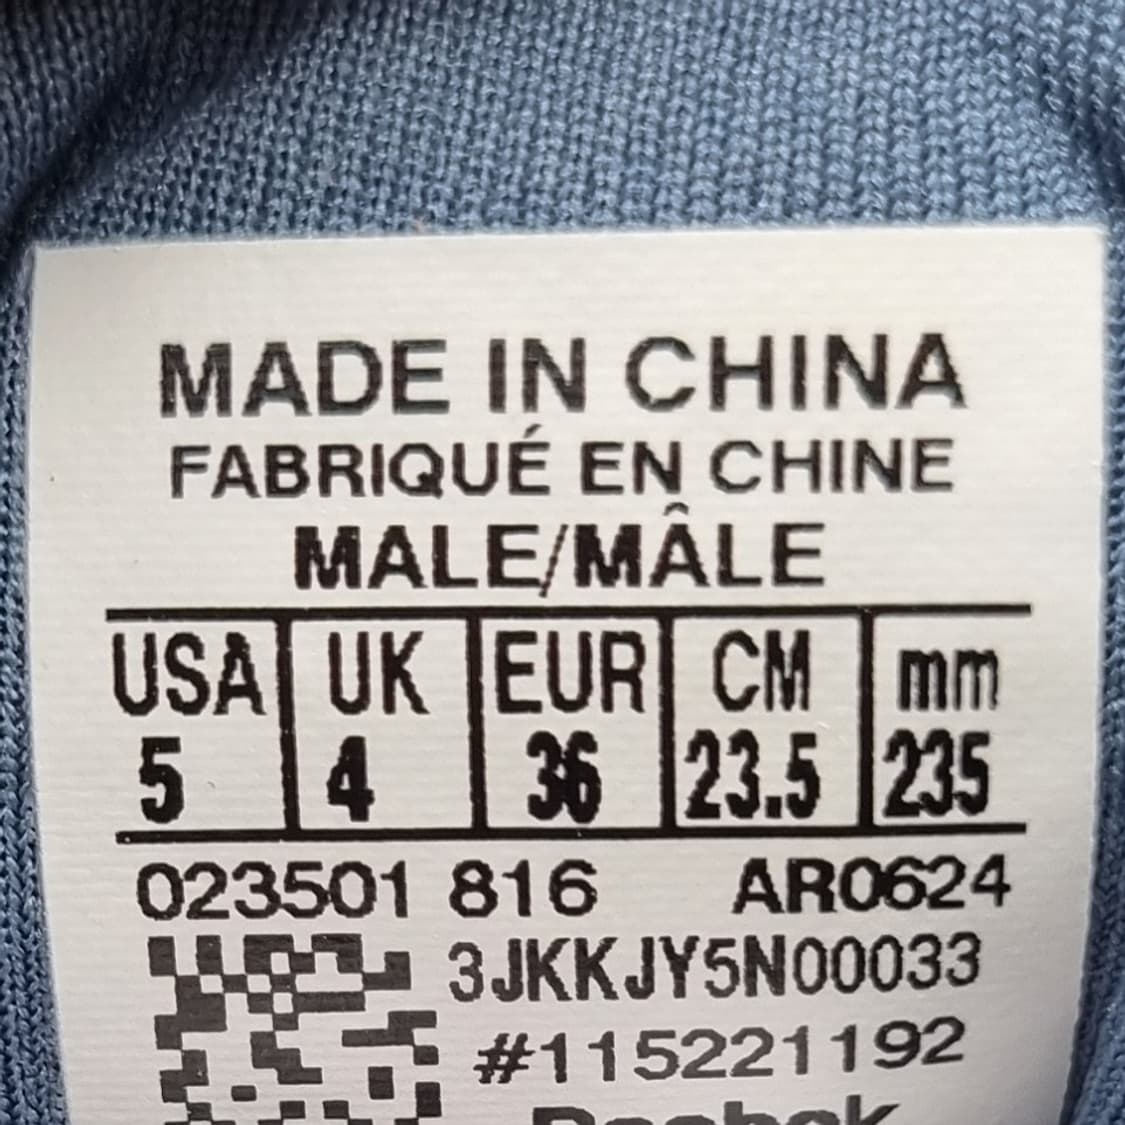 MADE IN CHINA
FABRIQUÉ EN CHINE
MALE/MÂLE
USA UK EUR CM mm
5 4 36 23.5 235
023501 816 AR0624
3JKKJY5N00033
#115221192
Reebok